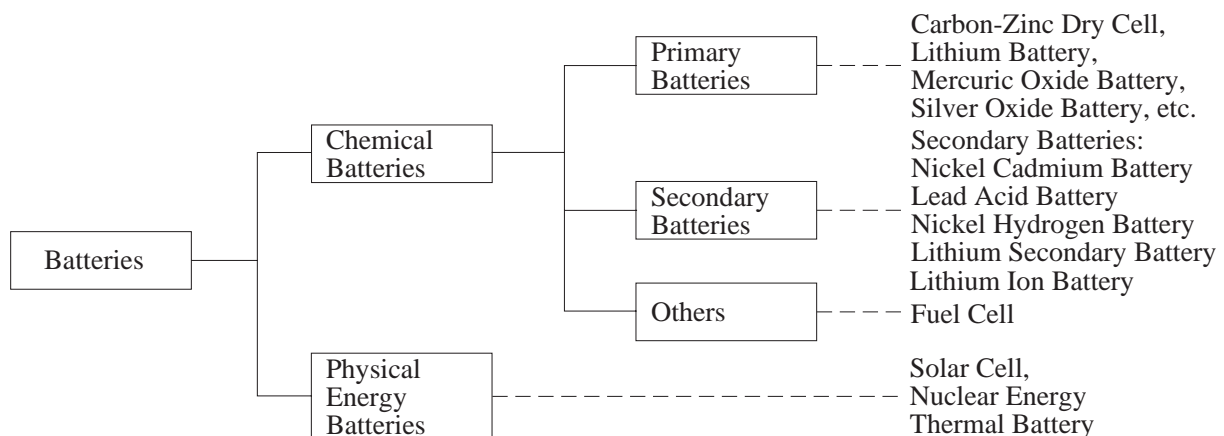 Batteries
Chemical
Batteries
Physical
Energy
Batteries
Primary
Batteries
Secondary
Batteries
Others
Carbon-Zinc Dry Cell,
Lithium Battery,
Mercuric Oxide Battery,
Silver Oxide Battery, etc.
Secondary Batteries:
Nickel Cadmium Battery
Lead Acid Battery
Nickel Hydrogen Battery
Lithium Secondary Battery
Lithium Ion Battery
Fuel Cell
Solar Cell,
Nuclear Energy
Thermal Battery